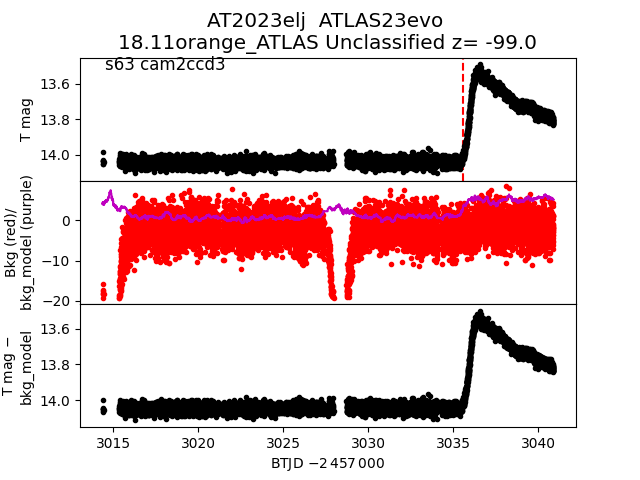 AT2023elj  ATLAS23evo
18.11orange_ATLAS Unclassified z= -99.0
s63 cam2ccd3
T mag
13.6
13.8
14.0
Bkg (red)/
bkg_model (purple)
0
−10
−20
T mag −
bkg_model
13.6
13.8
14.0
3015 3020 3025 3030 3035 3040
BTJD −2 457 000